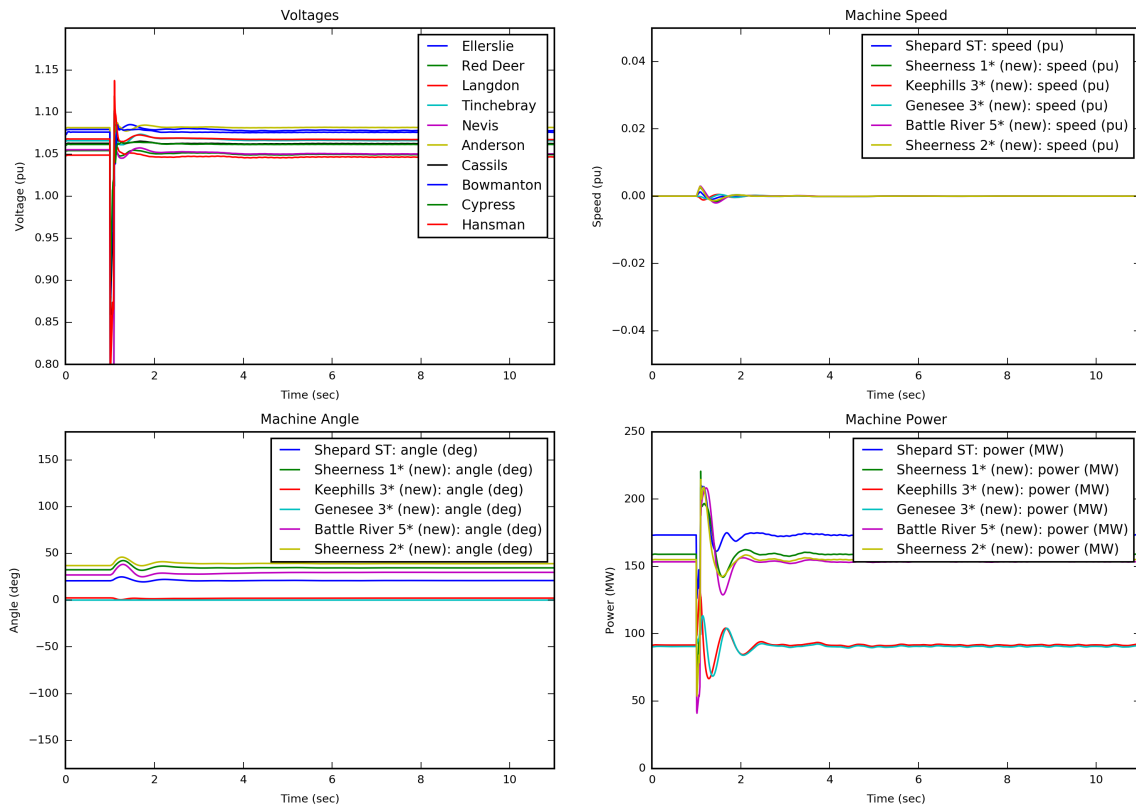 Voltages
1.15
1.10
1.05
1.00
0.95
0.90
0.85
0.80
Voltage (pu)
Ellerslie
Red Deer
Langdon
Tinchebray
Nevis
Anderson
Cassils
Bowmanton
Cypress
Hansman
0 2 4 6 8 10
Time (sec)
Machine Speed
0.04
0.02
0.00
−0.02
−0.04
Speed (pu)
Shepard ST: speed (pu)
Sheerness 1* (new): speed (pu)
Keephills 3* (new): speed (pu)
Genesee 3* (new): speed (pu)
Battle River 5* (new): speed (pu)
Sheerness 2* (new): speed (pu)
0 2 4 6 8 10
Time (sec)
Machine Angle
150
100
50
0
−50
−100
−150
Angle (deg)
Shepard ST: angle (deg)
Sheerness 1* (new): angle (deg)
Keephills 3* (new): angle (deg)
Genesee 3* (new): angle (deg)
Battle River 5* (new): angle (deg)
Sheerness 2* (new): angle (deg)
0 2 4 6 8 10
Time (sec)
Machine Power
250
200
150
100
50
0
Power (MW)
Shepard ST: power (MW)
Sheerness 1* (new): power (MW)
Keephills 3* (new): power (MW)
Genesee 3* (new): power (MW)
Battle River 5* (new): power (MW)
Sheerness 2* (new): power (MW)
0 2 4 6 8 10
Time (sec)